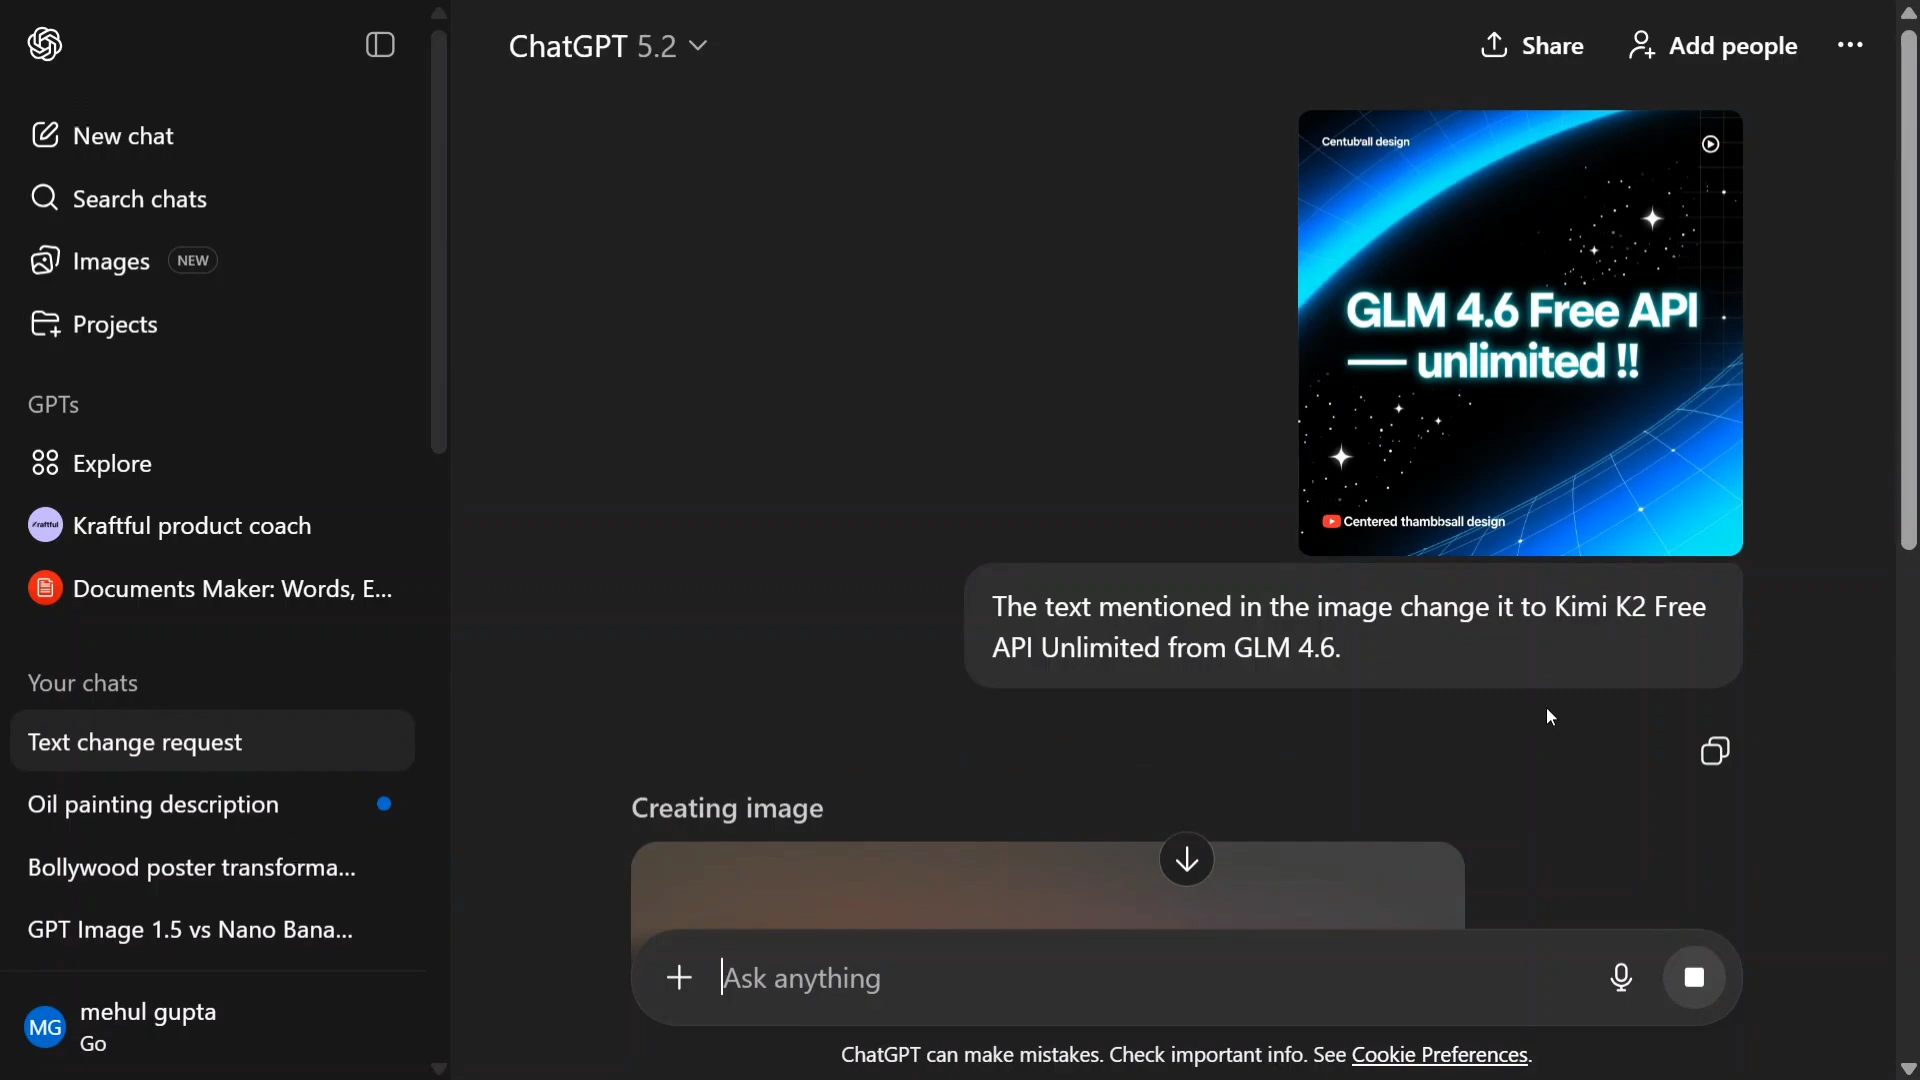 ChatGPT 5.2
Share
Add people
New chat
Search chats
Images NEW
Projects
GPTs
Explore
Kraftful
Kraftful product coach
Documents Maker: Words, E...
Your chats
Text change request
Oil painting description
Bollywood poster transforma...
GPT Image 1.5 vs Nano Bana...
MG
mehul gupta
Go
Centub'all design
GLM 4.6 Free API
— unlimited !!
Centered thambbsall design
The text mentioned in the image change it to Kimi K2 Free
API Unlimited from GLM 4.6.
Creating image
Ask anything
ChatGPT can make mistakes. Check important info. See Cookie Preferences.